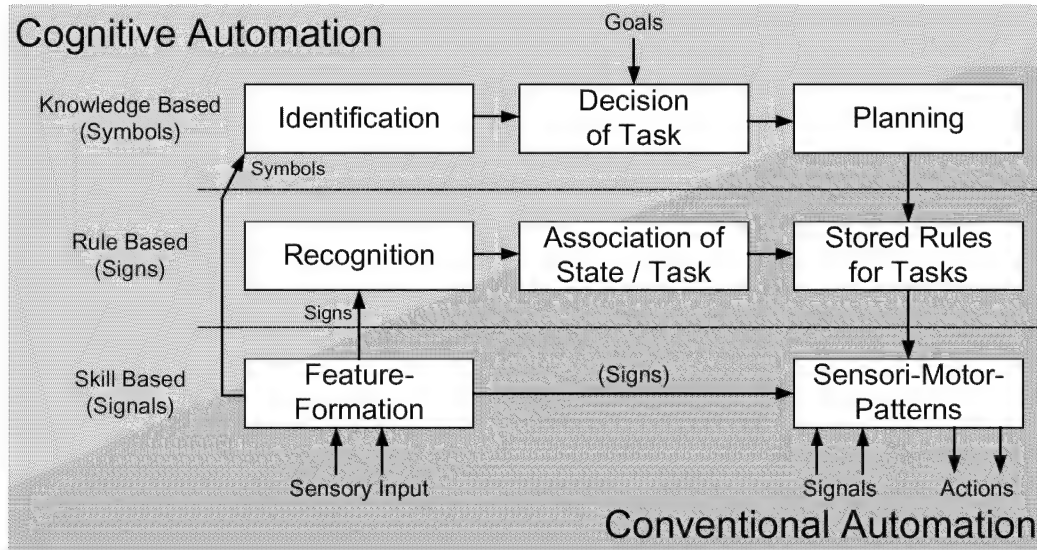 Cognitive Automation
Goals
Knowledge Based
(Symbols)
Identification
Decision
of Task
Planning
Symbols
Rule Based
(Signs)
Recognition
Association of
State / Task
Stored Rules
for Tasks
Signs
Skill Based
(Signals)
Feature-
Formation
(Signs)
Sensori-Motor-
Patterns
Sensory Input
Signals
Actions
Conventional Automation